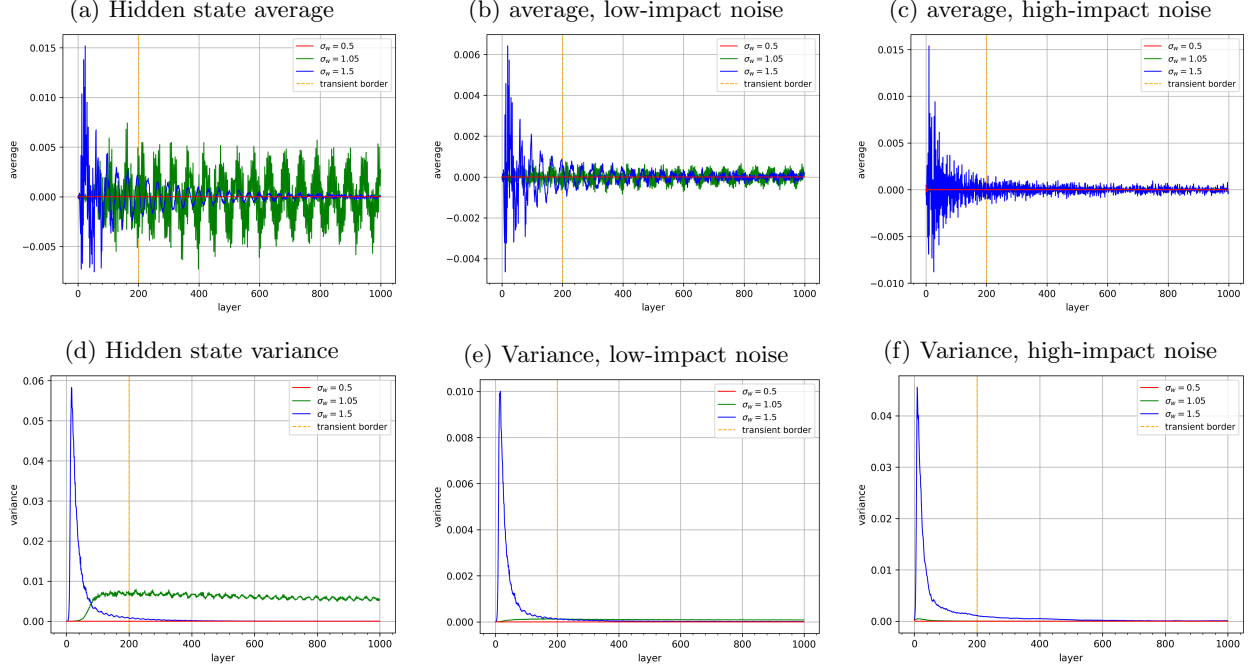 (a) Hidden state average
0.015
0.010
0.005
0.000
−0.005
average
0
200
400
600
800
1000
layer
σw = 0.5
σw = 1.05
σw = 1.5
transient border
(b) average, low-impact noise
0.006
0.004
0.002
0.000
−0.002
−0.004
average
0
200
400
600
800
1000
layer
σw = 0.5
σw = 1.05
σw = 1.5
transient border
(c) average, high-impact noise
0.015
0.010
0.005
0.000
−0.005
−0.010
average
0
200
400
600
800
1000
layer
σw = 0.5
σw = 1.05
σw = 1.5
transient border
(d) Hidden state variance
0.06
0.05
0.04
0.03
0.02
0.01
0.00
variance
0
200
400
600
800
1000
layer
σw = 0.5
σw = 1.05
σw = 1.5
transient border
(e) Variance, low-impact noise
0.010
0.008
0.006
0.004
0.002
0.000
variance
0
200
400
600
800
1000
layer
σw = 0.5
σw = 1.05
σw = 1.5
transient border
(f) Variance, high-impact noise
0.04
0.03
0.02
0.01
0.00
variance
0
200
400
600
800
1000
layer
σw = 0.5
σw = 1.05
σw = 1.5
transient border